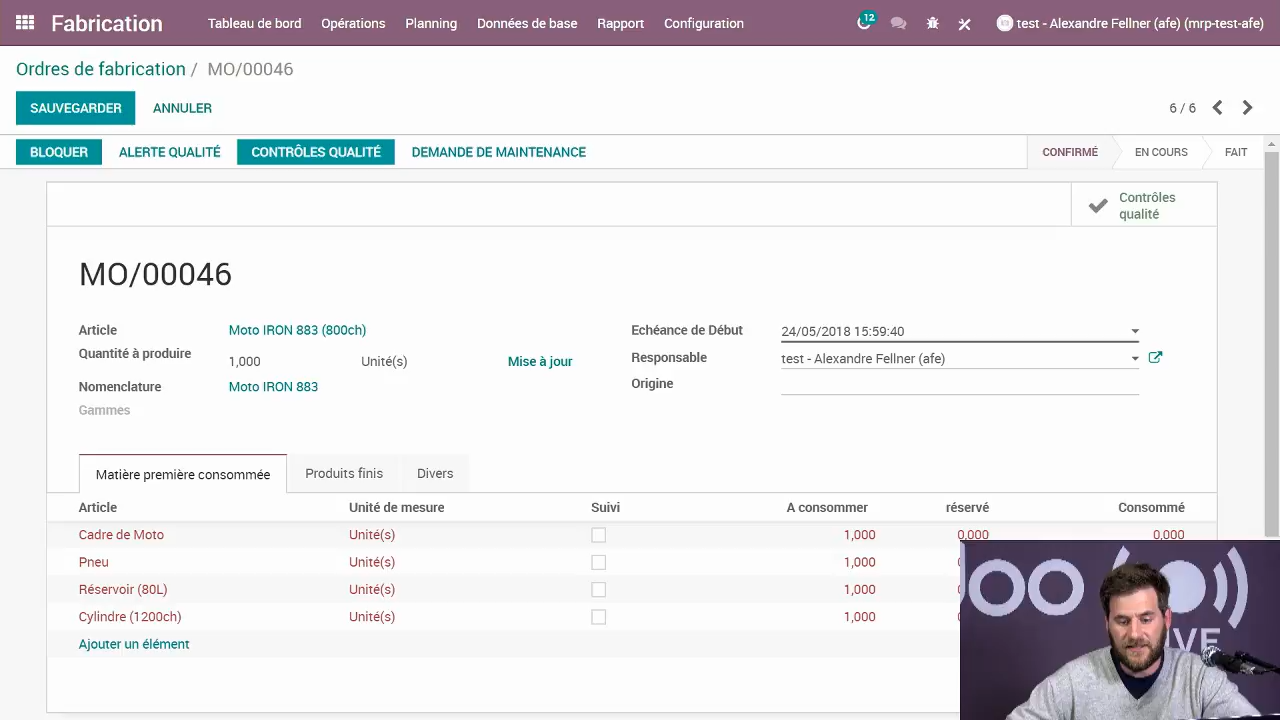 Fabrication
Tableau de bord Opérations Planning Données de base Rapport Configuration
12
test - Alexandre Fellner (afe) (mrp-test-afe)
Ordres de fabrication / MO/00046
SAUVEGARDER ANNULER
6 / 6
BLOQUER ALERTE QUALITÉ CONTRÔLES QUALITÉ DEMANDE DE MAINTENANCE
CONFIRMÉ EN COURS FAIT
Contrôles
qualité
MO/00046
Article Moto IRON 883 (800ch)
Quantité à produire 1,000 Unité(s) Mise à jour
Nomenclature Moto IRON 883
Gammes
Echéance de Début 24/05/2018 15:59:40
Responsable test - Alexandre Fellner (afe)
Origine
Matière première consommée Produits finis Divers
Article Unité de mesure Suivi A consommer réservé Consommé
Cadre de Moto Unité(s) 1,000 0,000 0,000
Pneu Unité(s) 1,000
Réservoir (80L) Unité(s) 1,000
Cylindre (1200ch) Unité(s) 1,000
Ajouter un élément